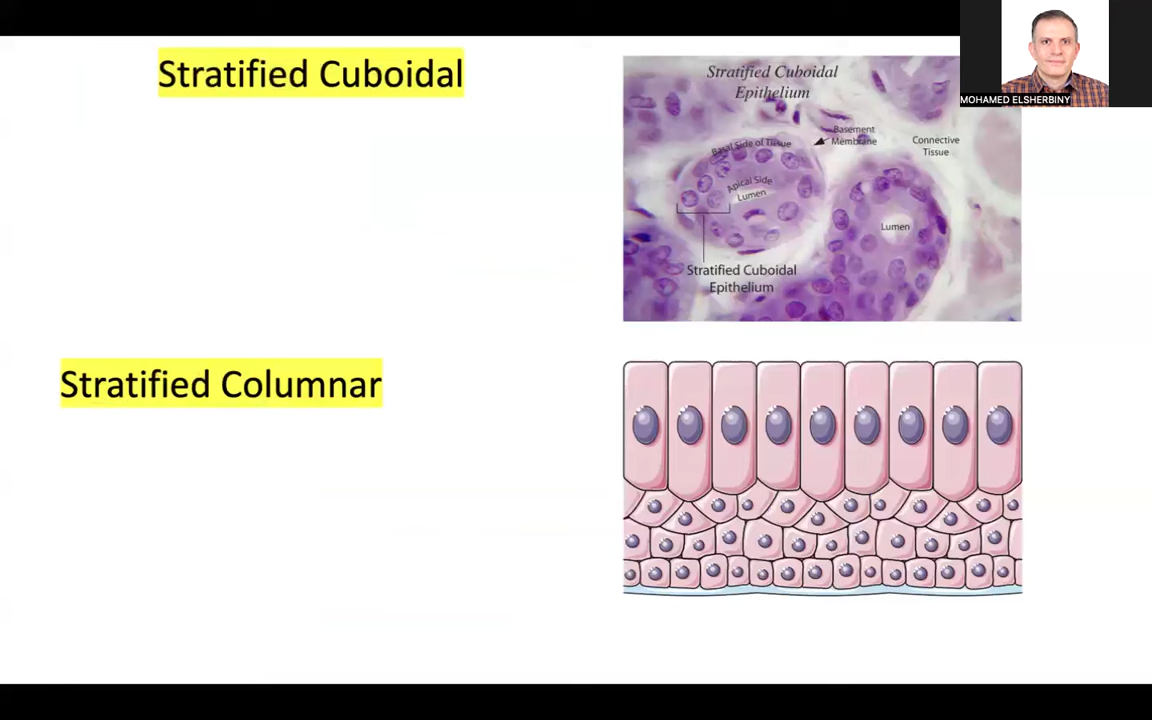 Stratified Cuboidal
Stratified Cuboidal
Epithelium
MOHAMED ELSHERBINY
Basement
Membrane
Connective
Tissue
Basal Side of Tissue
Apical Side
Lumen
Lumen
Stratified Cuboidal
Epithelium
Stratified Columnar